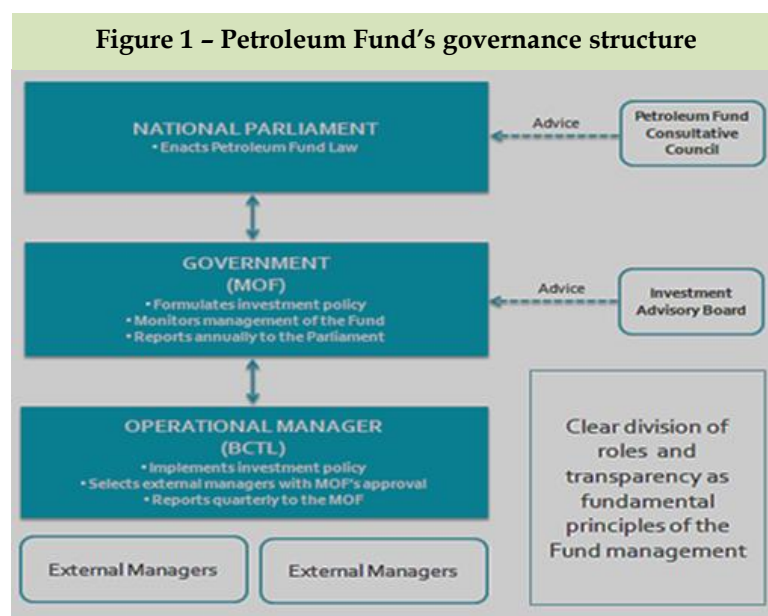 Figure 1 – Petroleum Fund's governance structure
NATIONAL PARLIAMENT
• Enacts Petroleum Fund Law
Advice
Petroleum Fund
Consultative
Council
GOVERNMENT
(MOF)
• Formulates investment policy
• Monitors management of the Fund
• Reports annually to the Parliament
Advice
Investment
Advisory Board
OPERATIONAL MANAGER
(BCTL)
• Implements investment policy
• Selects external managers with MOF's approval
• Reports quarterly to the MOF
Clear division of
roles and
transparency as
fundamental
principles of the
Fund management
External Managers
External Managers